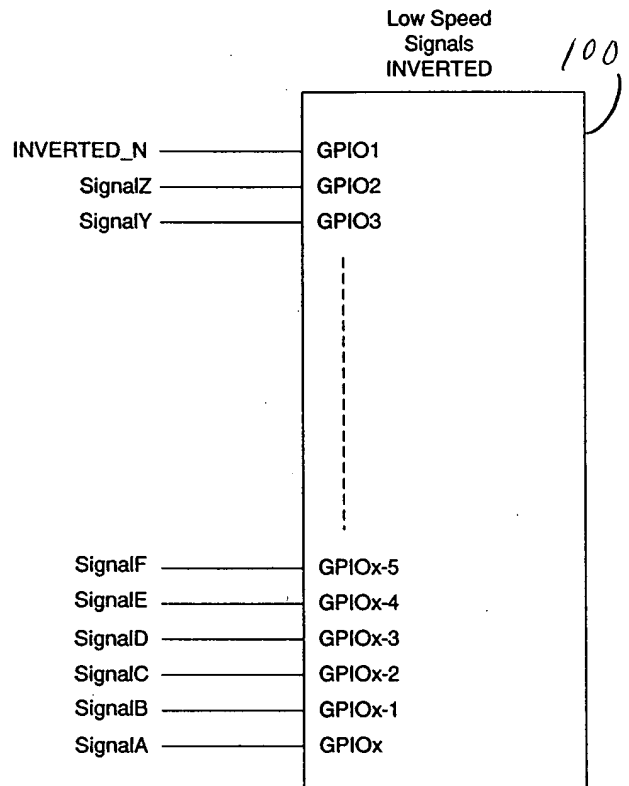 Low Speed
Signals
INVERTED
100
INVERTED_N GPIO1
SignalZ GPIO2
SignalY GPIO3
SignalF GPIOx-5
SignalE GPIOx-4
SignalD GPIOx-3
SignalC GPIOx-2
SignalB GPIOx-1
SignalA GPIOx